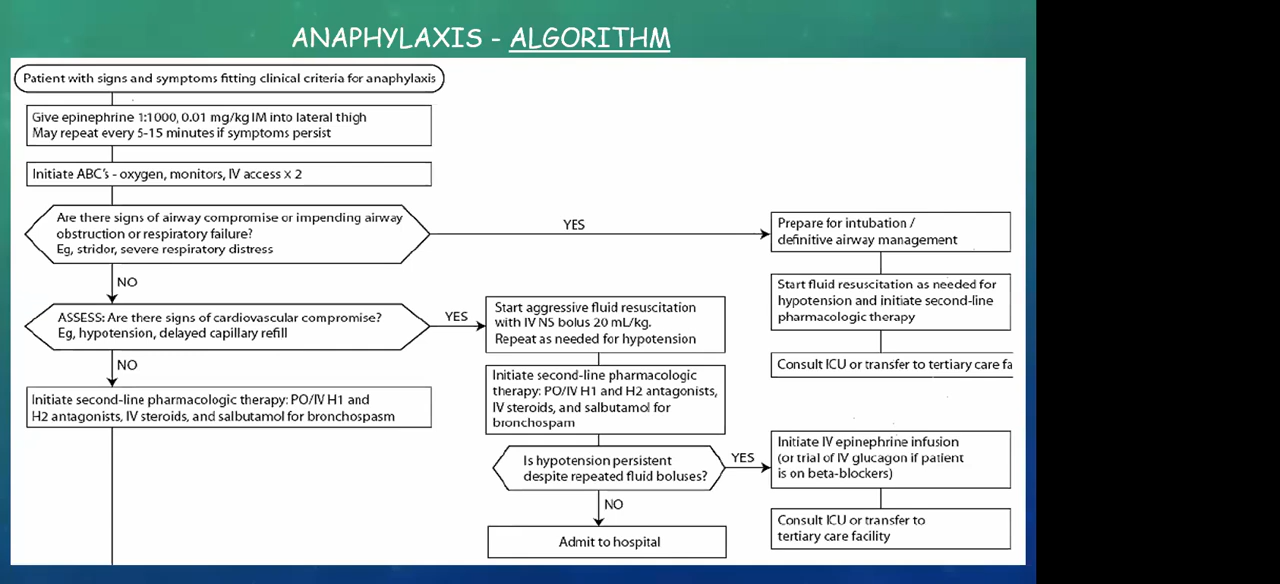 ANAPHYLAXIS - ALGORITHM
Patient with signs and symptoms fitting clinical criteria for anaphylaxis
Give epinephrine 1:1000, 0.01 mg/kg IM into lateral thigh
May repeat every 5-15 minutes if symptoms persist
Initiate ABC's - oxygen, monitors, IV access x 2
Are there signs of airway compromise or impending airway
obstruction or respiratory failure?
Eg, stridor, severe respiratory distress
YES
Prepare for intubation /
definitive airway management
Start fluid resuscitation as needed for
hypotension and initiate second-line
pharmacologic therapy
Consult ICU or transfer to tertiary care fa
NO
ASSESS: Are there signs of cardiovascular compromise?
Eg, hypotension, delayed capillary refill
YES
Start aggressive fluid resuscitation
with IV NS bolus 20 mL/kg.
Repeat as needed for hypotension
Initiate second-line pharmacologic
therapy: PO/IV H1 and H2 antagonists,
IV steroids, and salbutamol for
bronchospam
NO
Initiate second-line pharmacologic therapy: PO/IV H1 and
H2 antagonists, IV steroids, and salbutamol for bronchospasm
Is hypotension persistent
despite repeated fluid boluses?
YES
Initiate IV epinephrine infusion
(or trial of IV glucagon if patient
is on beta-blockers)
Consult ICU or transfer to
tertiary care facility
NO
Admit to hospital